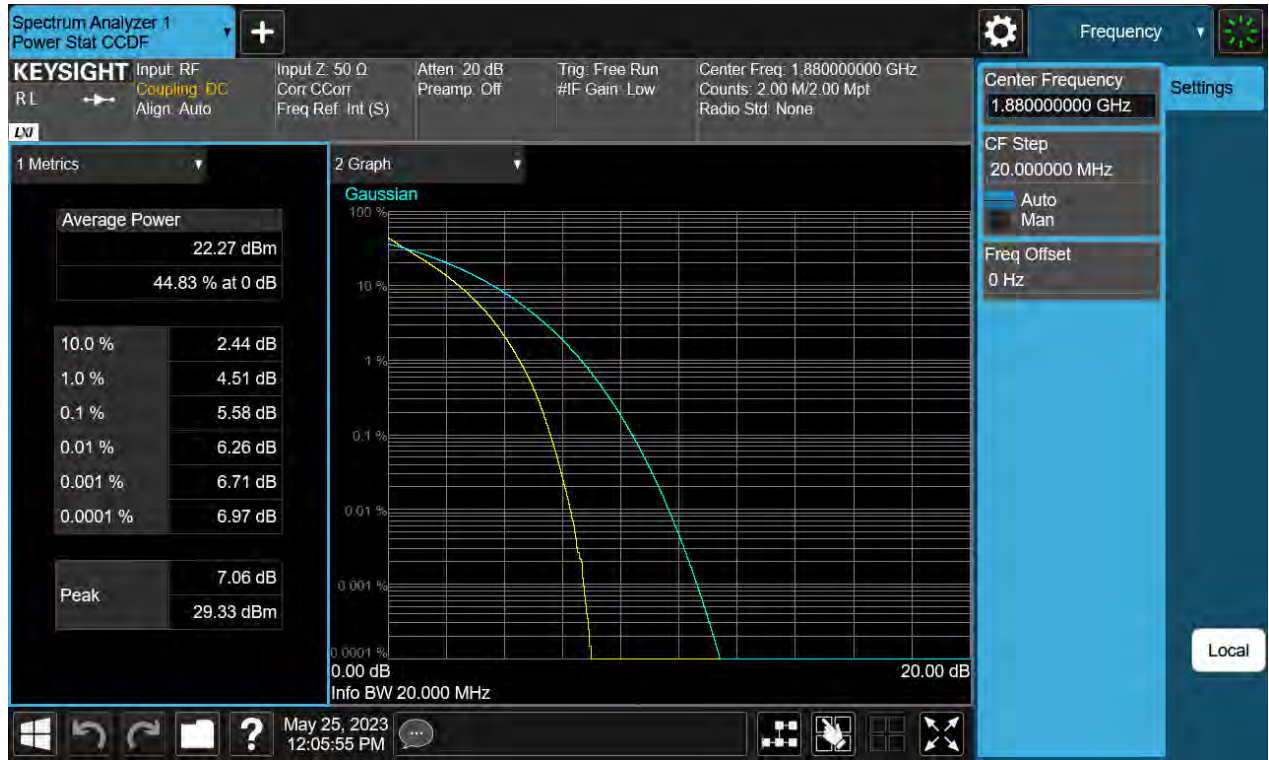 Spectrum Analyzer 1
Power Stat CCDF
Frequency
KEYSIGHT
R L
LXI
Input: RF
Coupling: DC
Align: Auto
Input Z: 50 Ω
Corr CCorr
Freq Ref: Int (S)
Atten: 20 dB
Preamp: Off
Trig: Free Run
#IF Gain: Low
Center Freq: 1.880000000 GHz
Counts: 2.00 M/2.00 Mpt
Radio Std: None
Center Frequency
1.880000000 GHz
Settings
CF Step
20.000000 MHz
Auto
Man
Freq Offset
0 Hz
Local
1 Metrics
Average Power
22.27 dBm
44.83 % at 0 dB
10.0 % 2.44 dB
1.0 % 4.51 dB
0.1 % 5.58 dB
0.01 % 6.26 dB
0.001 % 6.71 dB
0.0001 % 6.97 dB
Peak 7.06 dB
29.33 dBm
2 Graph
Gaussian
100 %
10 %
1 %
0.1 %
0.01 %
0.001 %
0.0001 %
0.00 dB 20.00 dB
Info BW 20.000 MHz
?
May 25, 2023
12:05:55 PM